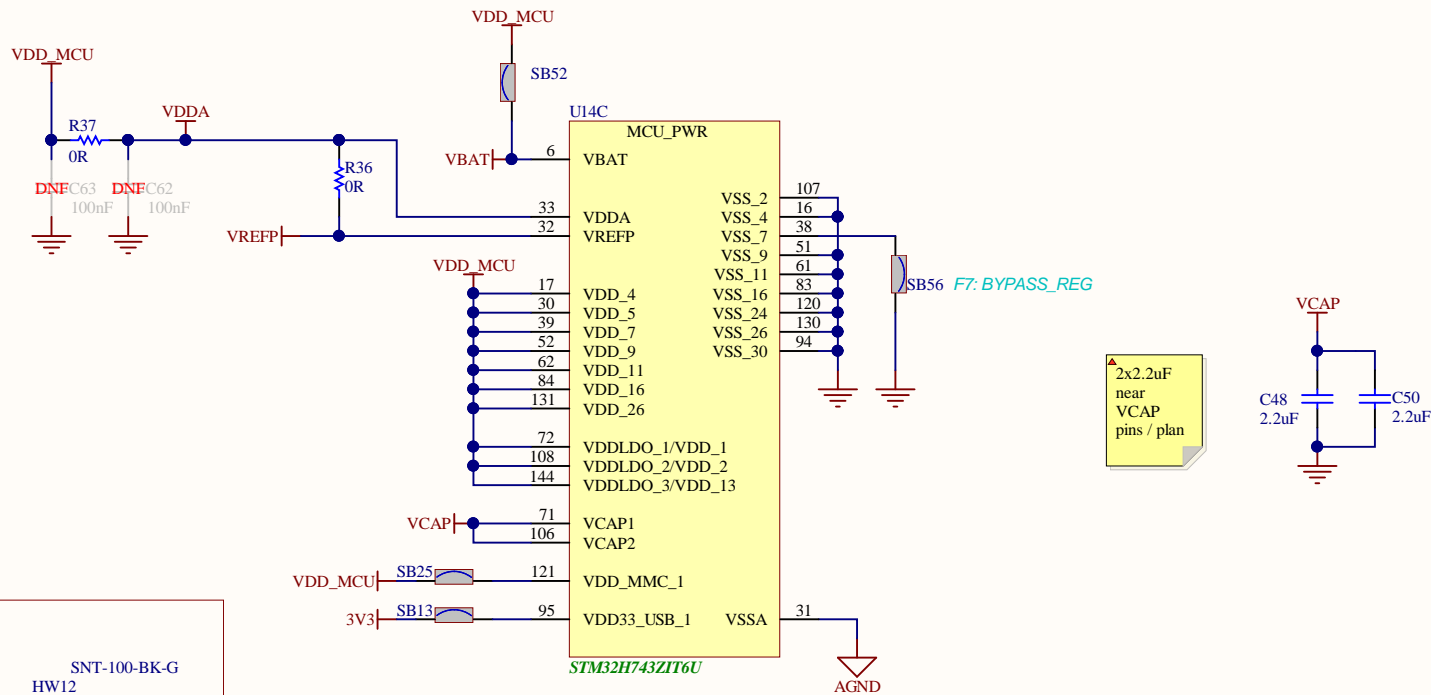 VDD_MCU
VDD_MCU
SB52
R37
0R
VDDA
DNF C63
100nF
DNF C62
100nF
R36
0R
VREFP
U14C
MCU_PWR
VBAT 6 VBAT
33 VDDA
32 VREFP
VDD_MCU
17 VDD_4
30 VDD_5
39 VDD_7
52 VDD_9
62 VDD_11
84 VDD_16
131 VDD_26
72 VDDLDO_1/VDD_1
108 VDDLDO_2/VDD_2
144 VDDLDO_3/VDD_13
VCAP 71 VCAP1
106 VCAP2
VDD_MCU SB25 121 VDD_MMC_1
3V3 SB13 95 VDD33_USB_1
VSS_2 107
VSS_4 16
VSS_7 38
VSS_9 51
VSS_11 61
VSS_16 83
VSS_24 120
VSS_26 130
VSS_30 94
VSSA 31
AGND
STM32H743ZIT6U
SB56 F7: BYPASS_REG
2x2.2uF
near
VCAP
pins / plan
VCAP
C48
2.2uF
C50
2.2uF
SNT-100-BK-G
HW12